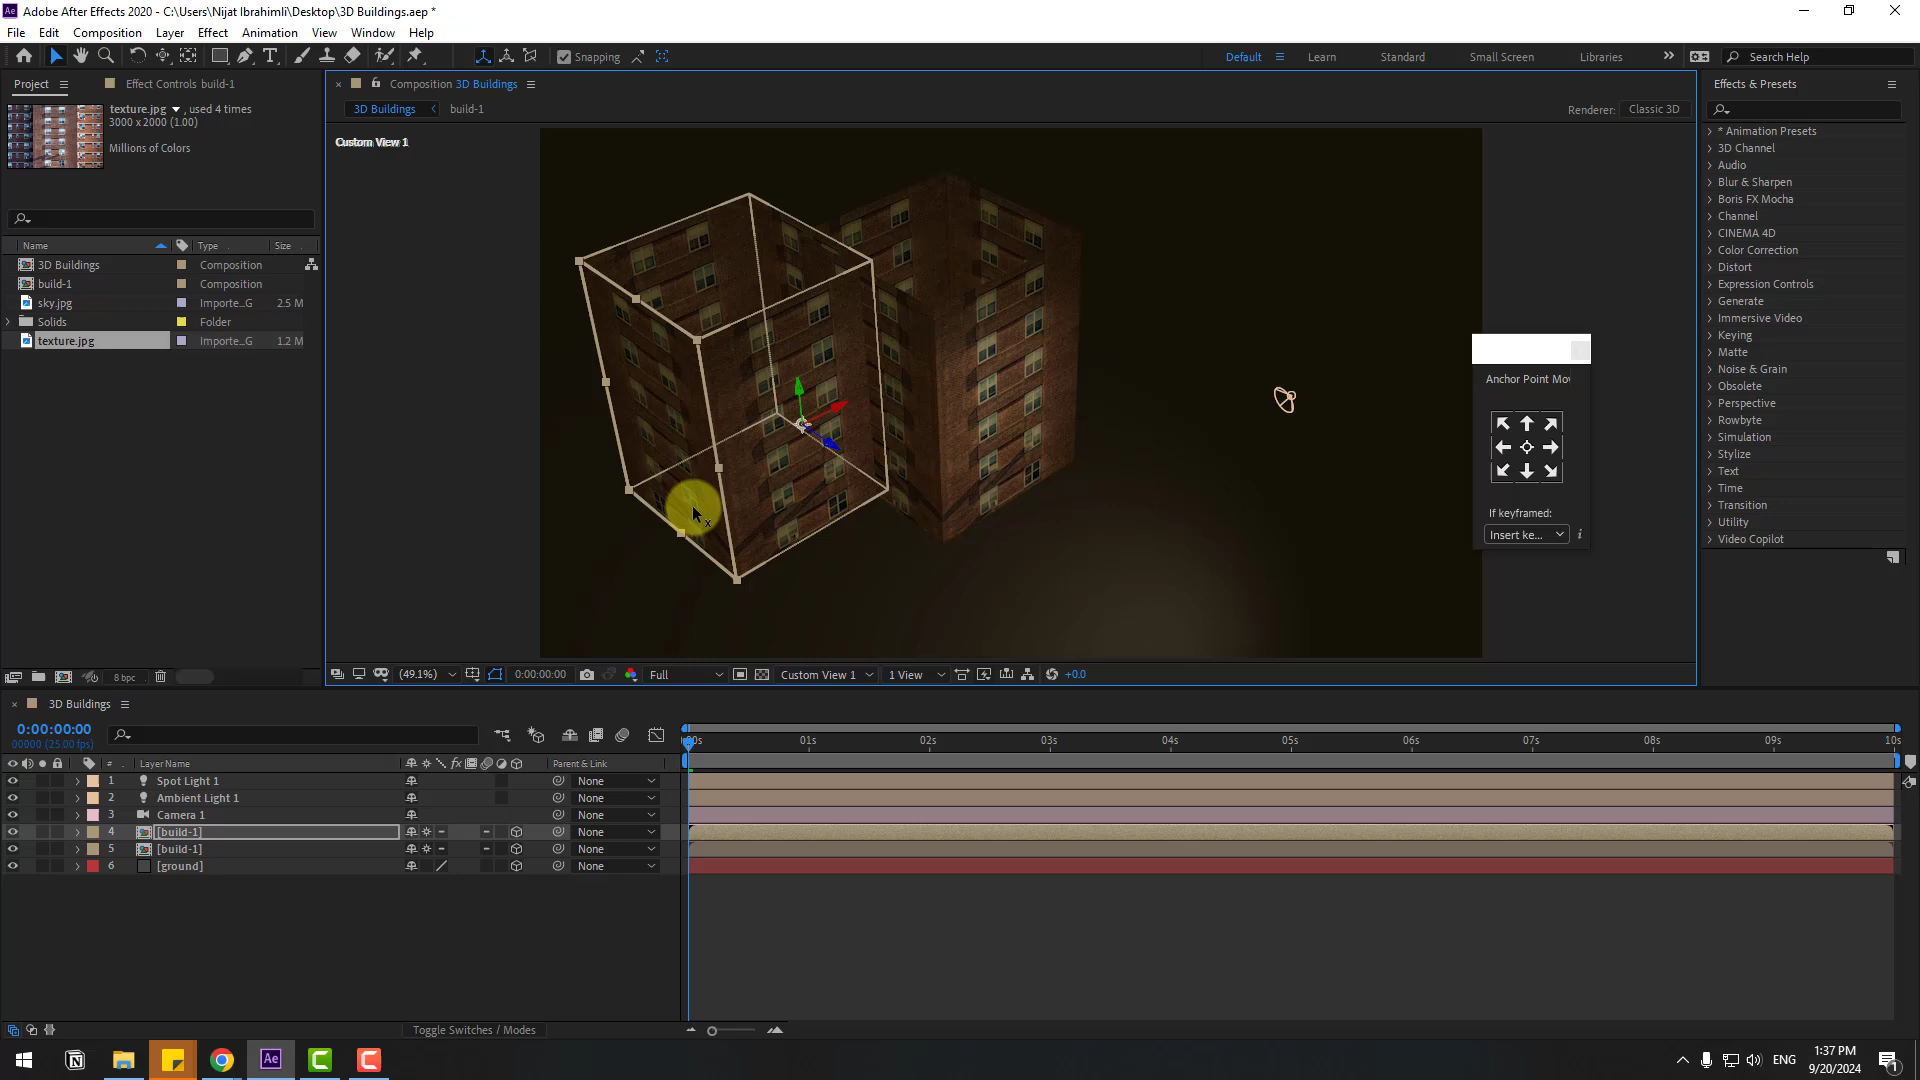 Adobe After Effects 2020 - C:\Users\Nijat Ibrahimli\Desktop\3D Buildings.aep *
File Edit Composition Layer Effect Animation View Window Help
Snapping
Default Learn Standard Small Screen Libraries
Search Help
Project
Effect Controls build-1
texture.jpg , used 4 times
3000 x 2000 (1.00)
Millions of Colors
Name Type Size
3D Buildings Composition
build-1 Composition
sky.jpg Importe...G 2.5 M
Solids Folder
texture.jpg Importe...G 1.2 M
8 bpc
Composition 3D Buildings
3D Buildings build-1
Renderer: Classic 3D
Custom View 1
x
Anchor Point Mov
If keyframed:
Insert ke...
i
(49.1%) 0:00:00:00 Full Custom View 1 1 View +0.0
Effects & Presets
* Animation Presets
3D Channel
Audio
Blur & Sharpen
Boris FX Mocha
Channel
CINEMA 4D
Color Correction
Distort
Expression Controls
Generate
Immersive Video
Keying
Matte
Noise & Grain
Obsolete
Perspective
Rowbyte
Simulation
Stylize
Text
Time
Transition
Utility
Video Copilot
3D Buildings
0:00:00:00
00000 (25.00 fps)
00s 01s 02s 03s 04s 05s 06s 07s 08s 09s 10s
# Layer Name fx Parent & Link
1 Spot Light 1 None
2 Ambient Light 1 None
3 Camera 1 None
4 [build-1] None
5 [build-1] None
6 [ground] None
Toggle Switches / Modes
Ae
ENG
1:37 PM
9/20/2024
1